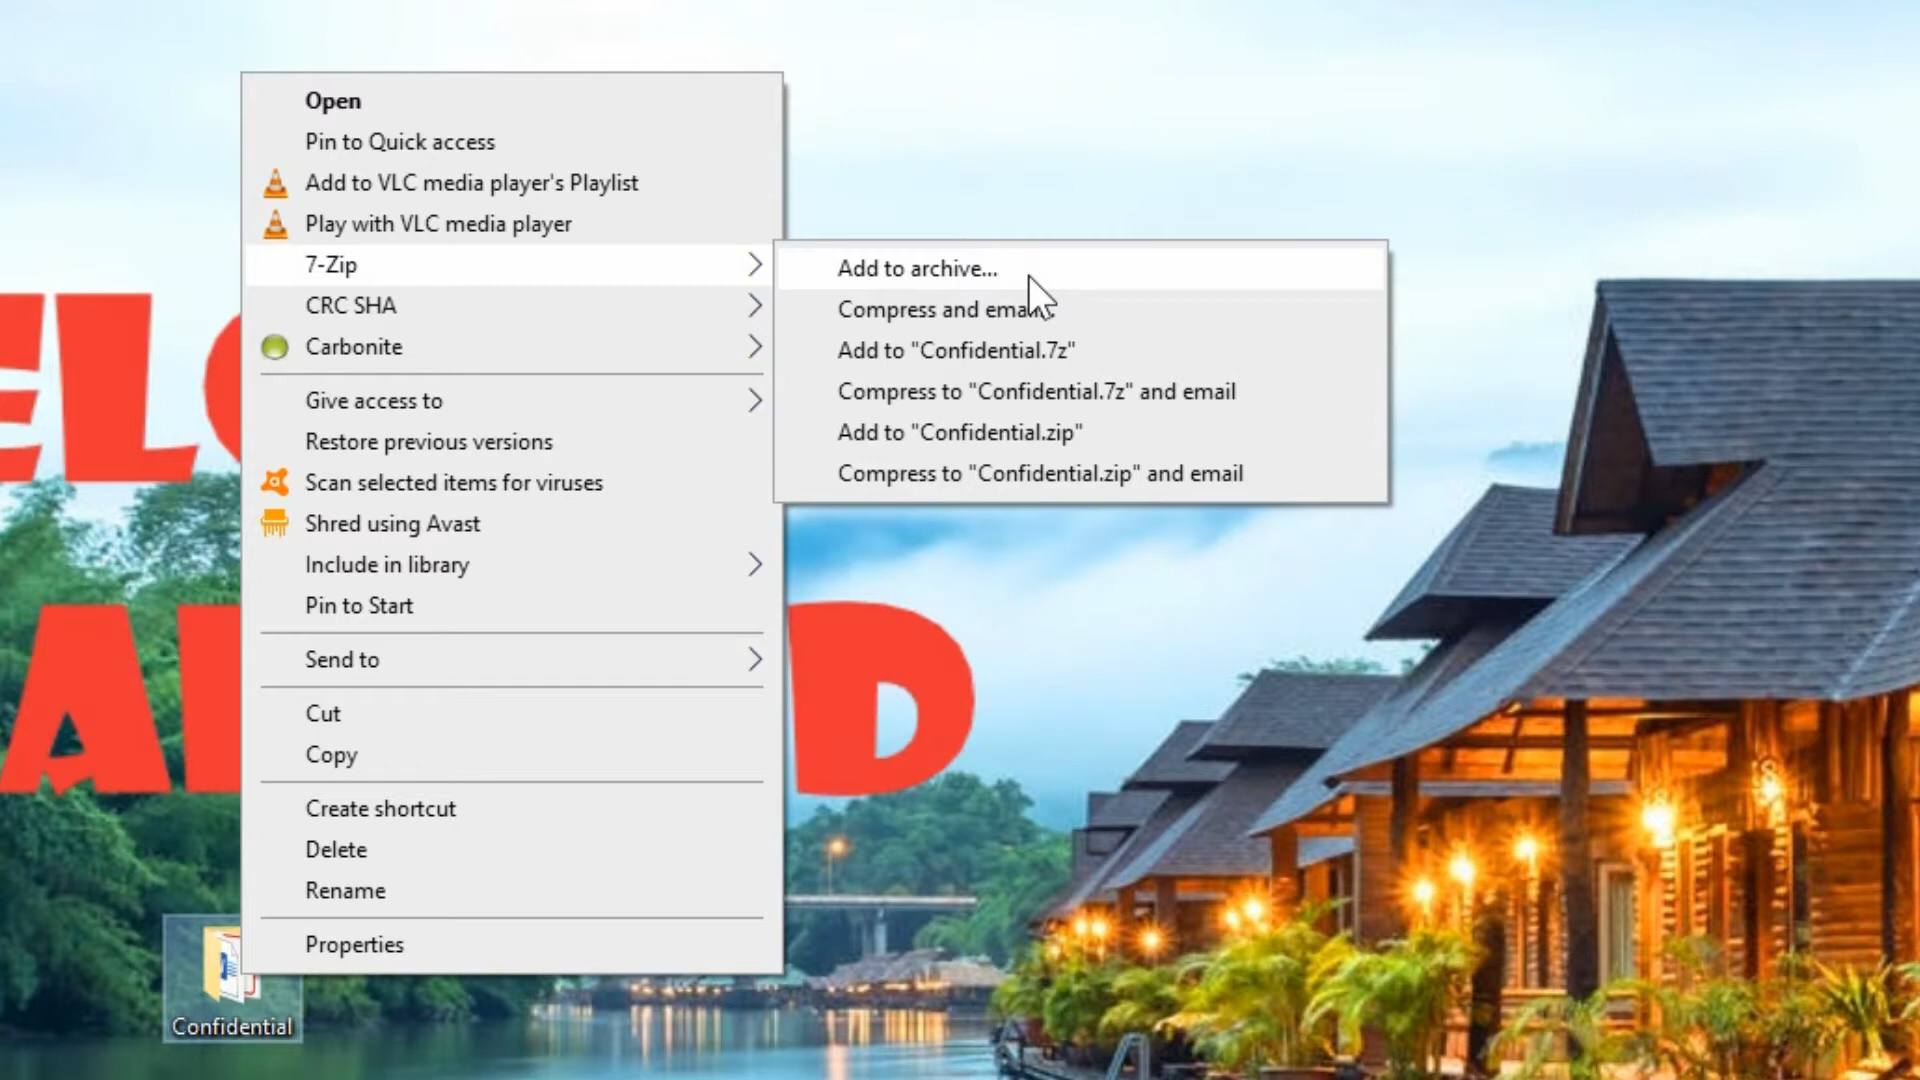 Open
Pin to Quick access
Add to VLC media player's Playlist
Play with VLC media player
7-Zip
CRC SHA
Carbonite
Give access to
Restore previous versions
Scan selected items for viruses
Shred using Avast
Include in library
Pin to Start
Send to
Cut
Copy
Create shortcut
Delete
Rename
Properties
Add to archive...
Compress and
Add to "Confidential.7z"
Compress to "Confidential.7z" and email
Add to "Confidential.zip"
Compress to "Confidential.zip" and email
Confidential